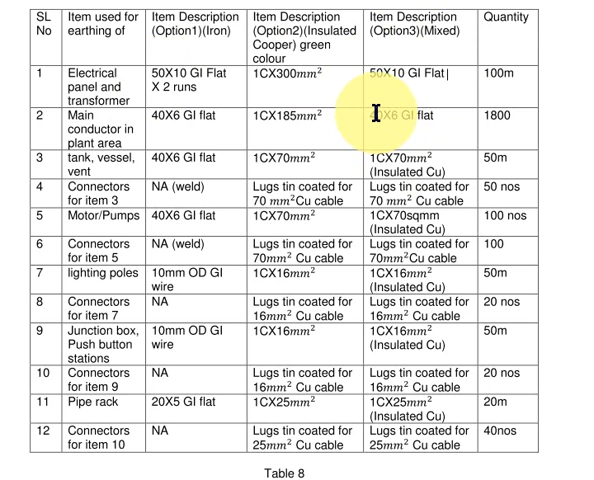 SL No | Item used for earthing of | Item Description (Option1)(Iron) | Item Description (Option2)(Insulated Cooper) green colour | Item Description (Option3)(Mixed) | Quantity
1 | Electrical panel and transformer | 50X10 GI Flat X 2 runs | 1CX300mm² | 50X10 GI Flat | 100m
2 | Main conductor in plant area | 40X6 GI flat | 1CX185mm² | 40X6 GI flat | 1800
3 | tank, vessel, vent | 40X6 GI flat | 1CX70mm² | 1CX70mm² (Insulated Cu) | 50m
4 | Connectors for item 3 | NA (weld) | Lugs tin coated for 70 mm²Cu cable | Lugs tin coated for 70 mm² Cu cable | 50 nos
5 | Motor/Pumps | 40X6 GI flat | 1CX70mm² | 1CX70sqmm (Insulated Cu) | 100 nos
6 | Connectors for item 5 | NA (weld) | Lugs tin coated for 70mm² Cu cable | Lugs tin coated for 70mm²Cu cable | 100
7 | lighting poles | 10mm OD GI wire | 1CX16mm² | 1CX16mm² (Insulated Cu) | 50m
8 | Connectors for item 7 | NA | Lugs tin coated for 16mm² Cu cable | Lugs tin coated for 16mm² Cu cable | 20 nos
9 | Junction box, Push button stations | 10mm OD GI wire | 1CX16mm² | 1CX16mm² (Insulated Cu) | 50m
10 | Connectors for item 9 | NA | Lugs tin coated for 16mm² Cu cable | Lugs tin coated for 16mm² Cu cable | 20 nos
11 | Pipe rack | 20X5 GI flat | 1CX25mm² | 1CX25mm² (Insulated Cu) | 20m
12 | Connectors for item 10 | NA | Lugs tin coated for 25mm² Cu cable | Lugs tin coated for 25mm² Cu cable | 40nos
Table 8